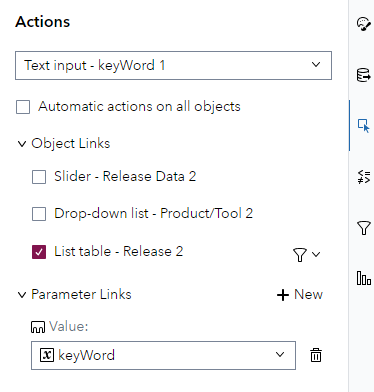 Actions
Text input - keyWord 1
Automatic actions on all objects
Object Links
Slider - Release Data 2
Drop-down list - Product/Tool 2
List table - Release 2
Parameter Links + New
Value:
x keyWord